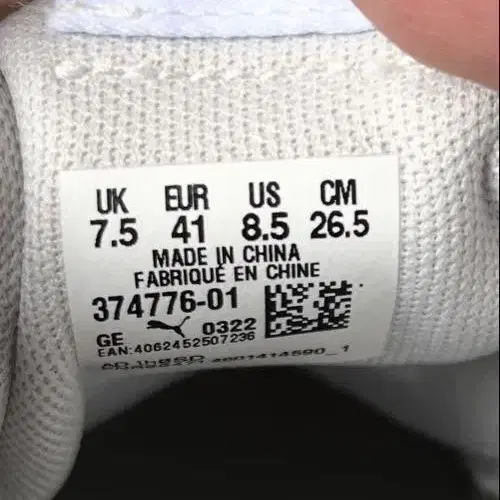 UK EUR US CM
7.5 41 8.5 26.5
MADE IN CHINA
FABRIQUÉ EN CHINE
374776-01
GE 0322
EAN:4062452507236